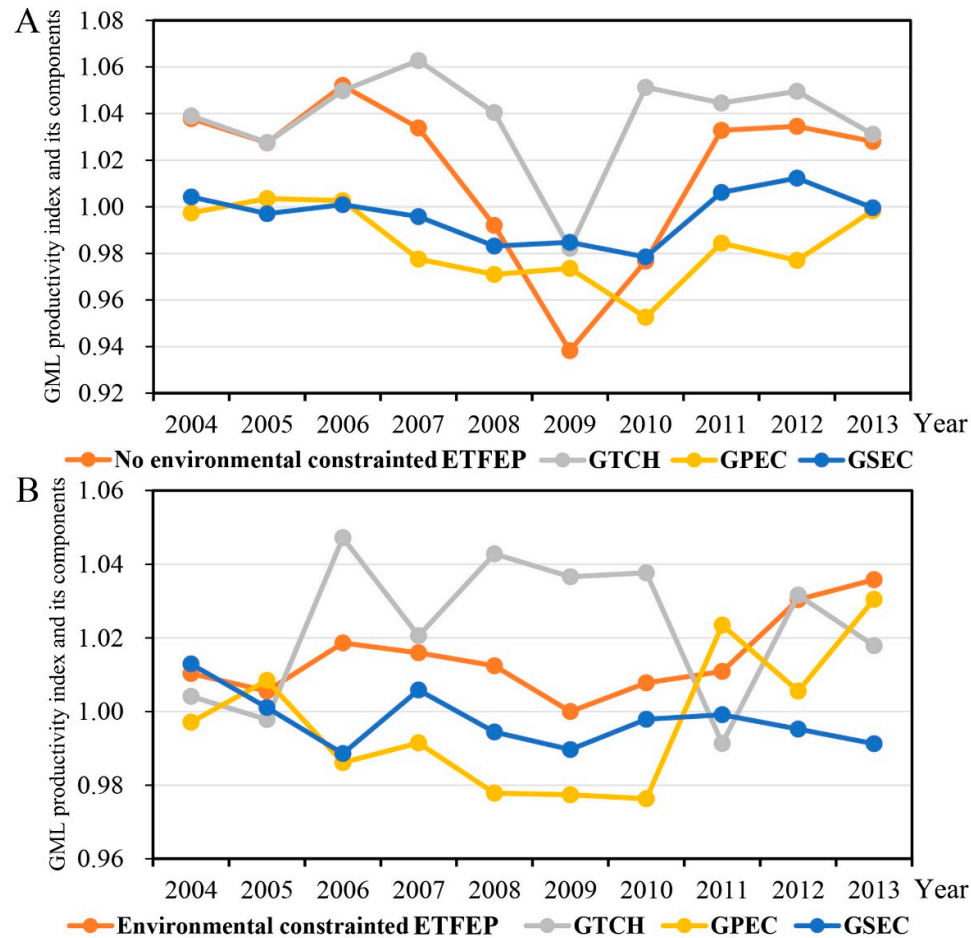 A
GML productivity index and its components
1.08
1.06
1.04
1.02
1.00
0.98
0.96
0.94
0.92
2004 2005 2006 2007 2008 2009 2010 2011 2012 2013 Year
No environmental constrainted ETFEP GTCH GPEC GSEC
B
GML productivity index and its components
1.06
1.04
1.02
1.00
0.98
0.96
2004 2005 2006 2007 2008 2009 2010 2011 2012 2013 Year
Environmental constrainted ETFEP GTCH GPEC GSEC